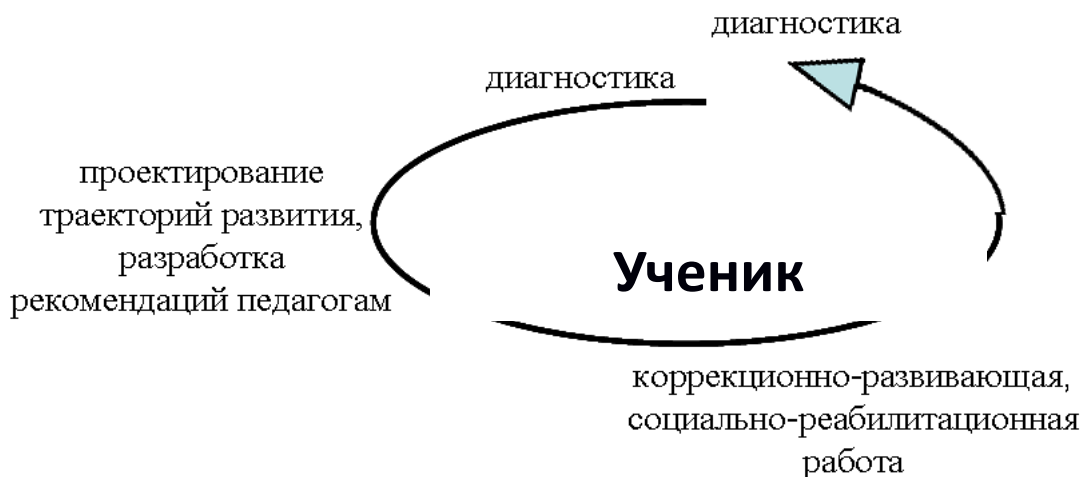 диагностика
диагностика
проектирование
траекторий развития,
разработка
рекомендаций педагогам
Ученик
коррекционно-развивающая,
социально-реабилитационная
работа